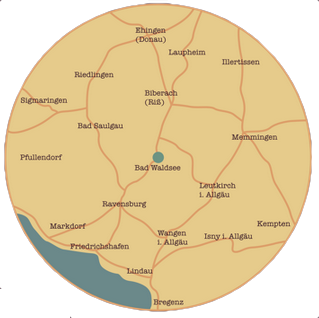 Ehingen
(Donau)
Laupheim
Illertissen
Riedlingen
Biberach
(Riß)
Sigmaringen
Bad Saulgau
Memmingen
Pfullendorf
Bad Waldsee
Leutkirch
i. Allgäu
Ravensburg
Markdorf
Kempten
Wangen
i. Allgäu
Isny i. Allgäu
Friedrichshafen
Lindau
Bregenz